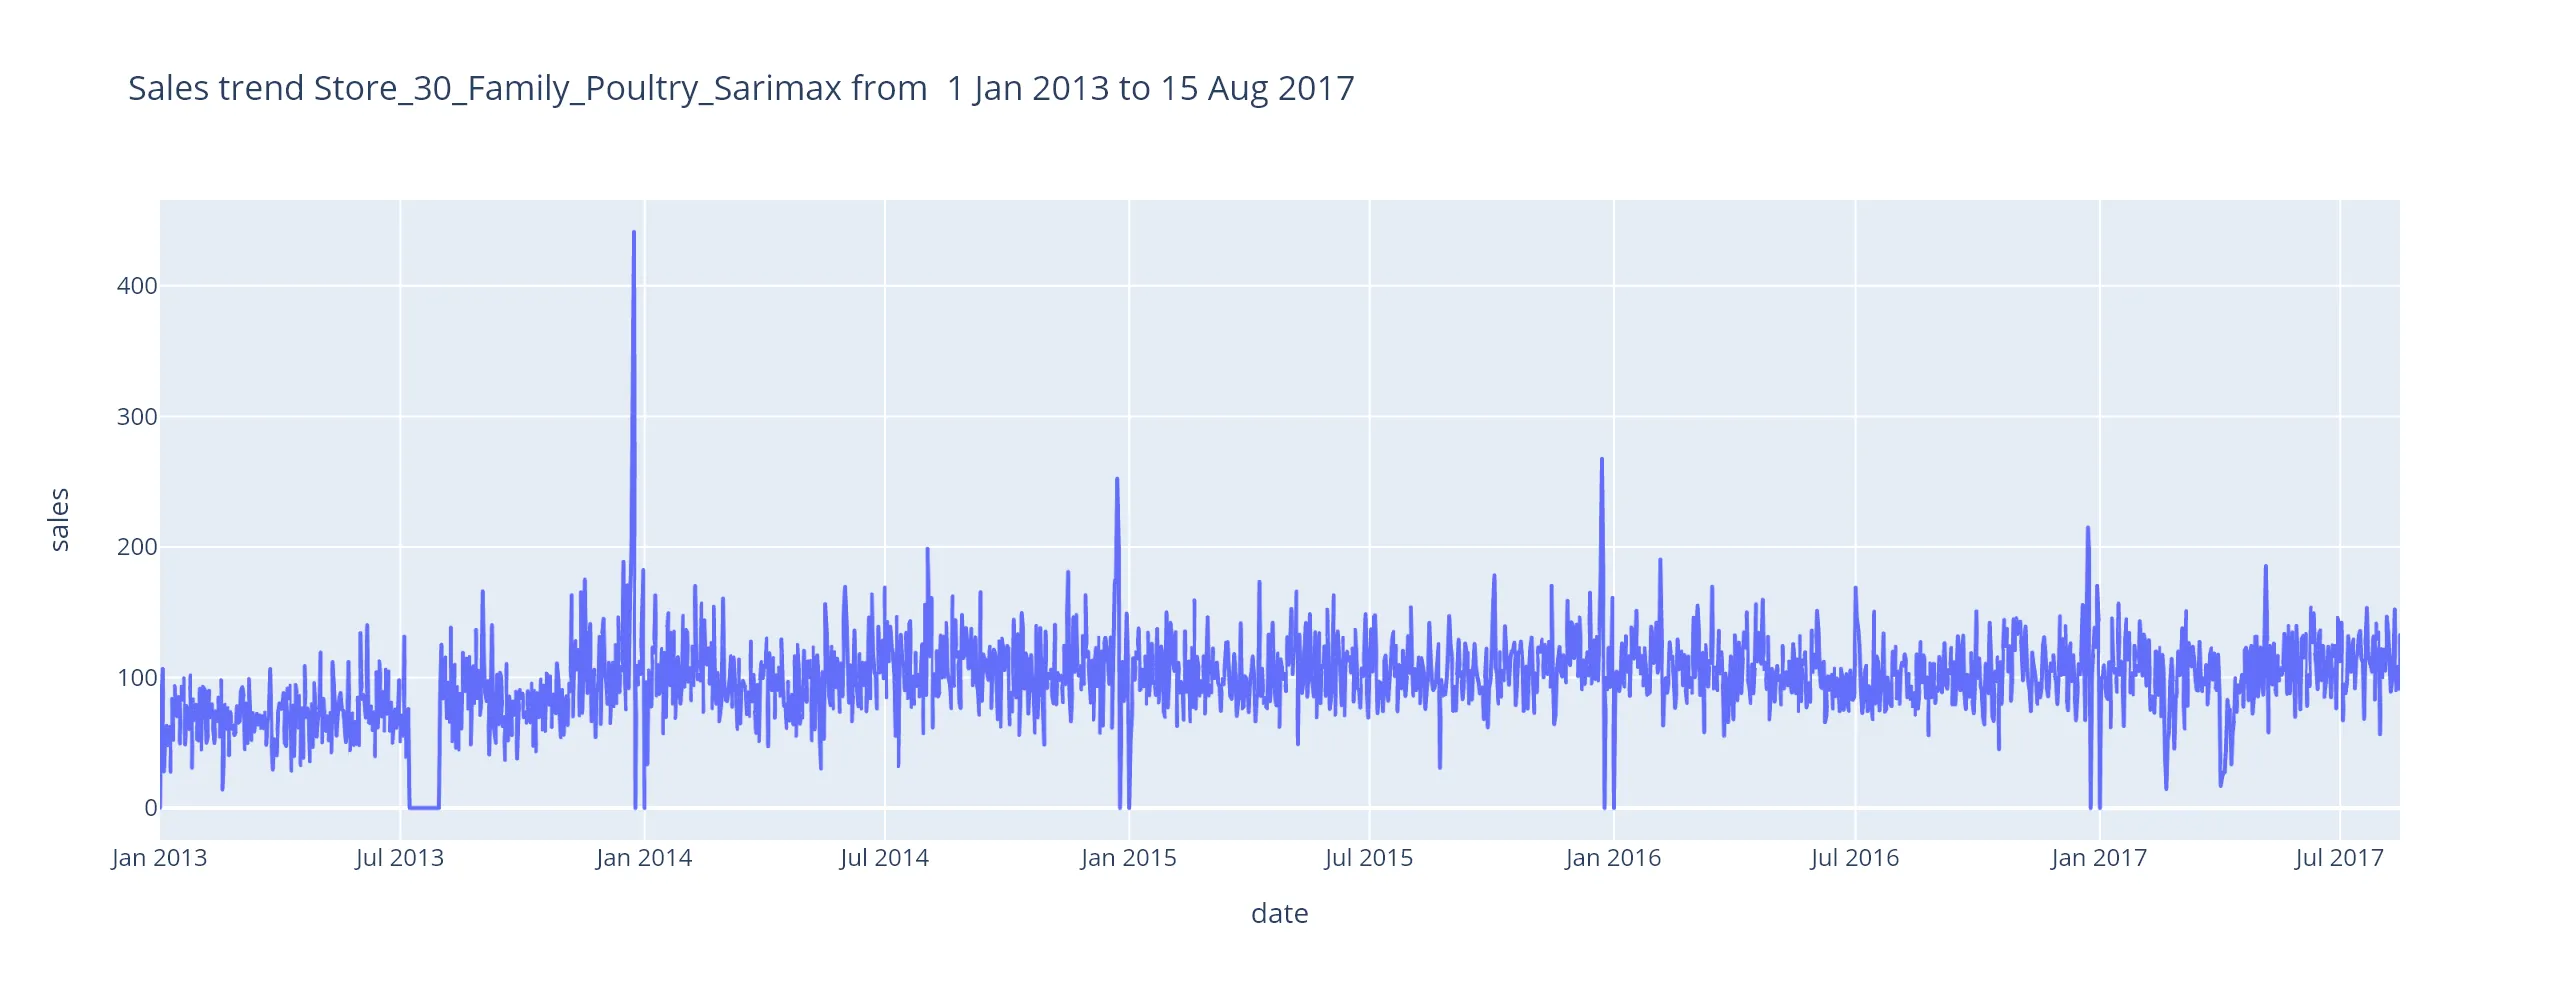 Sales trend Store_30_Family_Poultry_Sarimax from  1 Jan 2013 to 15 Aug 2017
sales
400
300
200
100
0
Jan 2013 Jul 2013 Jan 2014 Jul 2014 Jan 2015 Jul 2015 Jan 2016 Jul 2016 Jan 2017 Jul 2017
date